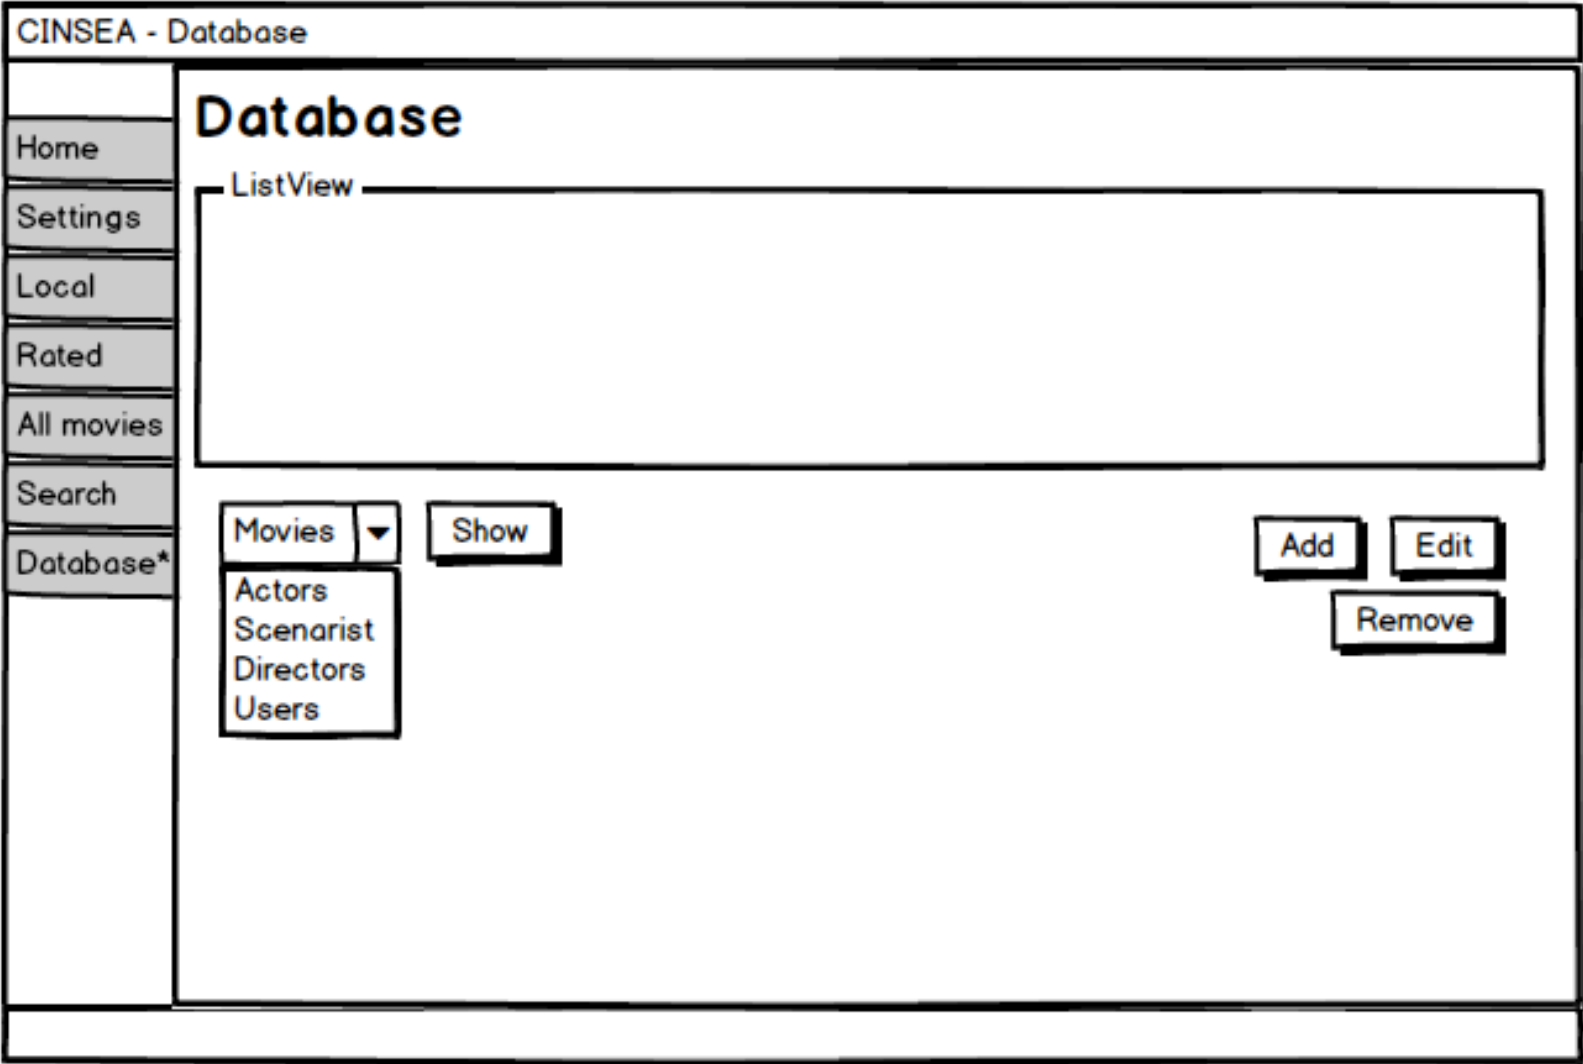 CINSEA - Database
Home
Settings
Local
Rated
All movies
Search
Database*
Database
ListView
Movies
Show
Actors
Scenarist
Directors
Users
Add
Edit
Remove